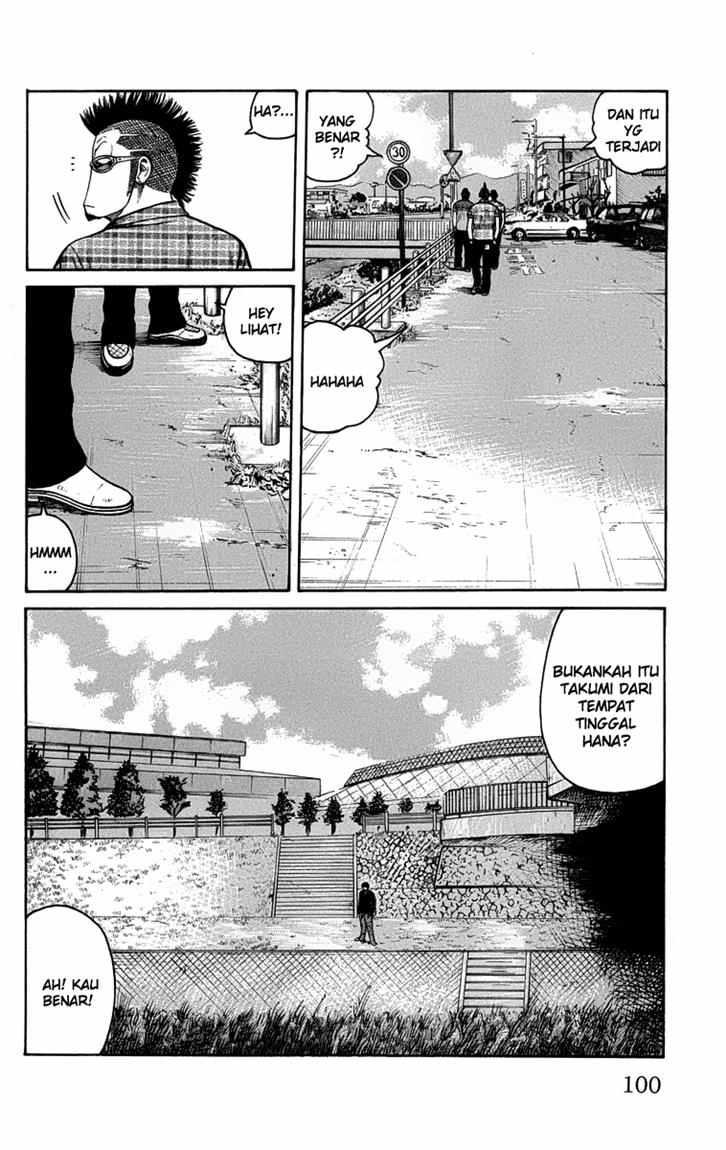 DAN ITU
YG
TERJADI
YANG
BENAR
?!
30
HAHAHA
HA?...
...
HEY
LIHAT!
HMMM
...
BUKANKAH ITU
TAKUMI DARI
TEMPAT
TINGGAL
HANA?
AH! KAU
BENAR!
100